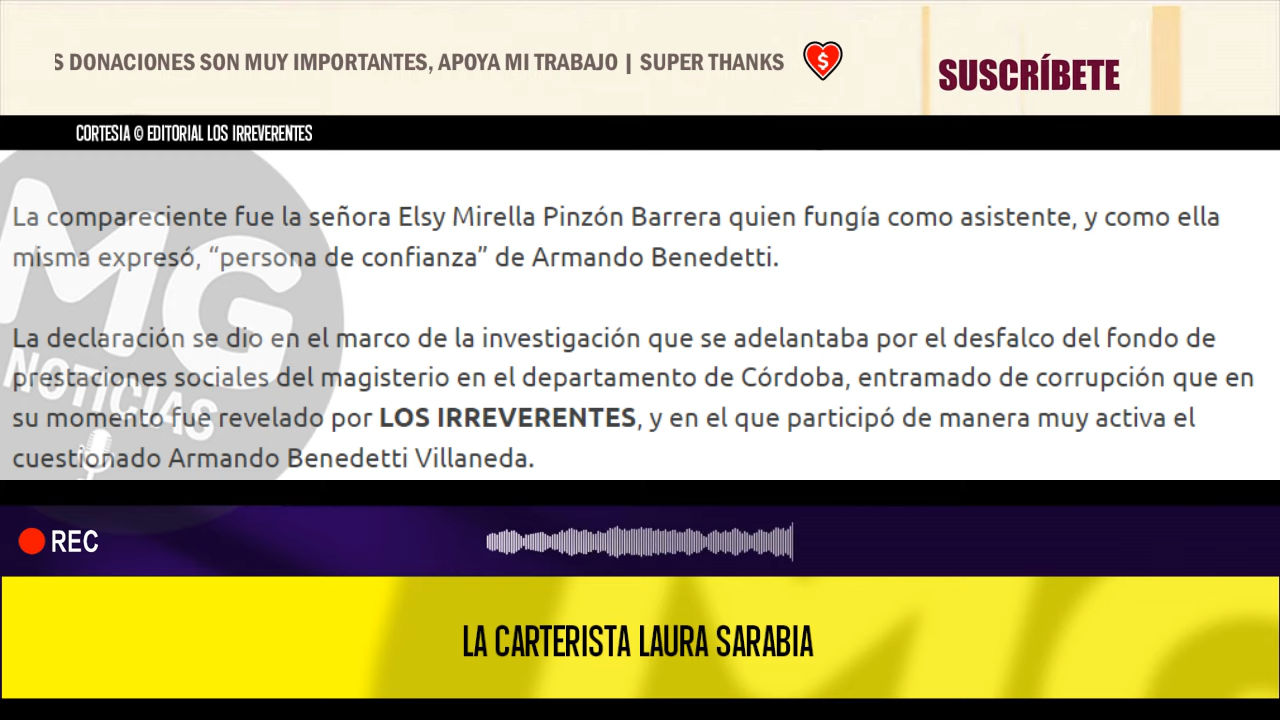 S DONACIONES SON MUY IMPORTANTES, APOYA MI TRABAJO | SUPER THANKS
$
SUSCRÍBETE
CORTESIA © EDITORIAL LOS IRREVERENTES
La compareciente fue la señora Elsy Mirella Pinzón Barrera quien fungía como asistente, y como ella
misma expresó, “persona de confianza” de Armando Benedetti.
La declaración se dio en el marco de la investigación que se adelantaba por el desfalco del fondo de
prestaciones sociales del magisterio en el departamento de Córdoba, entramado de corrupción que en
su momento fue revelado por LOS IRREVERENTES, y en el que participó de manera muy activa el
cuestionado Armando Benedetti Villaneda.
MG
NOTICIAS
REC
LA CARTERISTA LAURA SARABIA